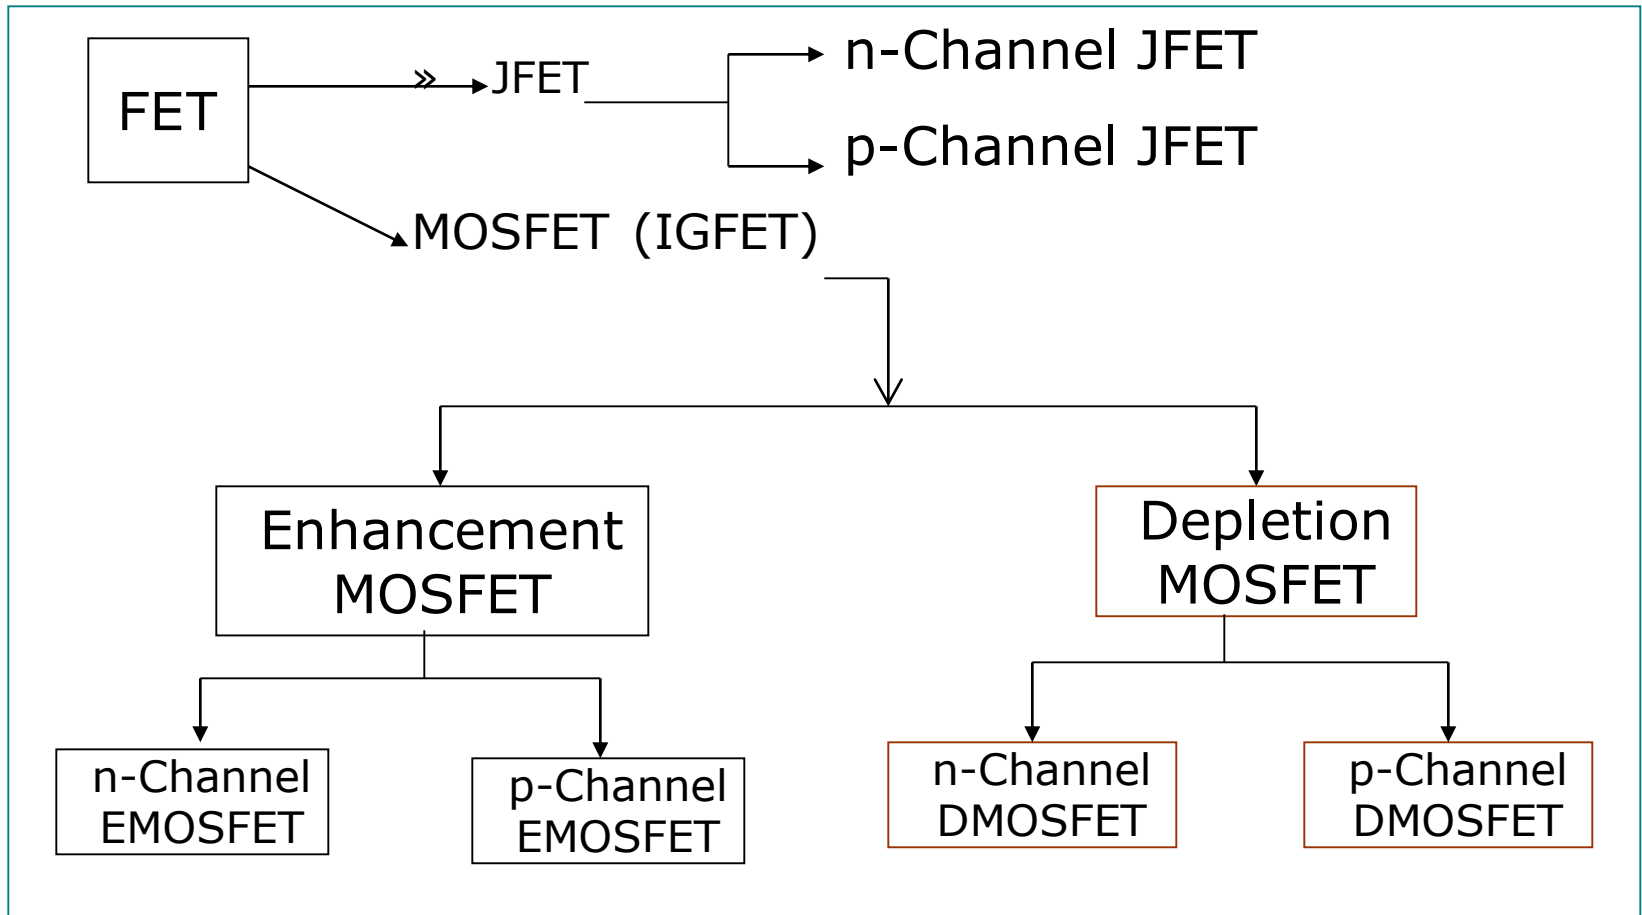 FET
» JFET
n-Channel JFET
p-Channel JFET
MOSFET (IGFET)
Enhancement
MOSFET
Depletion
MOSFET
n-Channel
EMOSFET
p-Channel
EMOSFET
n-Channel
DMOSFET
p-Channel
DMOSFET